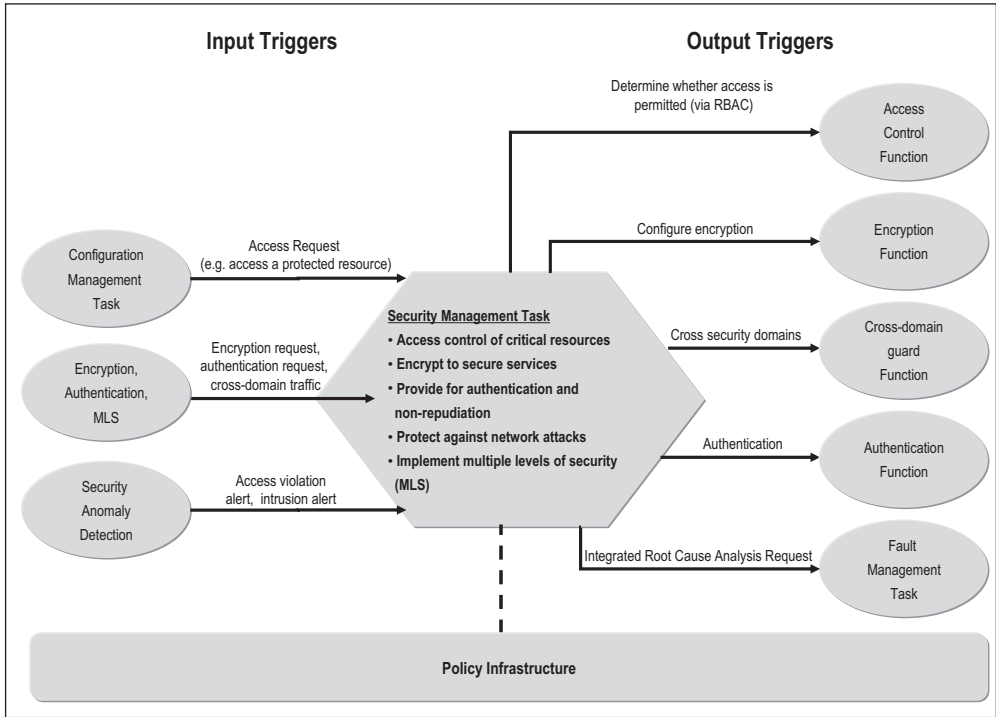 Input Triggers
Output Triggers
Determine whether access is
permitted (via RBAC)
Access
Control
Function
Configure encryption
Encryption
Function
Configuration
Management
Task
Access Request
(e.g. access a protected resource)
Security Management Task
• Access control of critical resources
• Encrypt to secure services
• Provide for authentication and
non-repudiation
• Protect against network attacks
• Implement multiple levels of security
(MLS)
Cross security domains
Cross-domain
guard
Function
Encryption,
Authentication,
MLS
Encryption request,
authentication request,
cross-domain traffic
Authentication
Authentication
Function
Security
Anomaly
Detection
Access violation
alert, intrusion alert
Integrated Root Cause Analysis Request
Fault
Management
Task
Policy Infrastructure